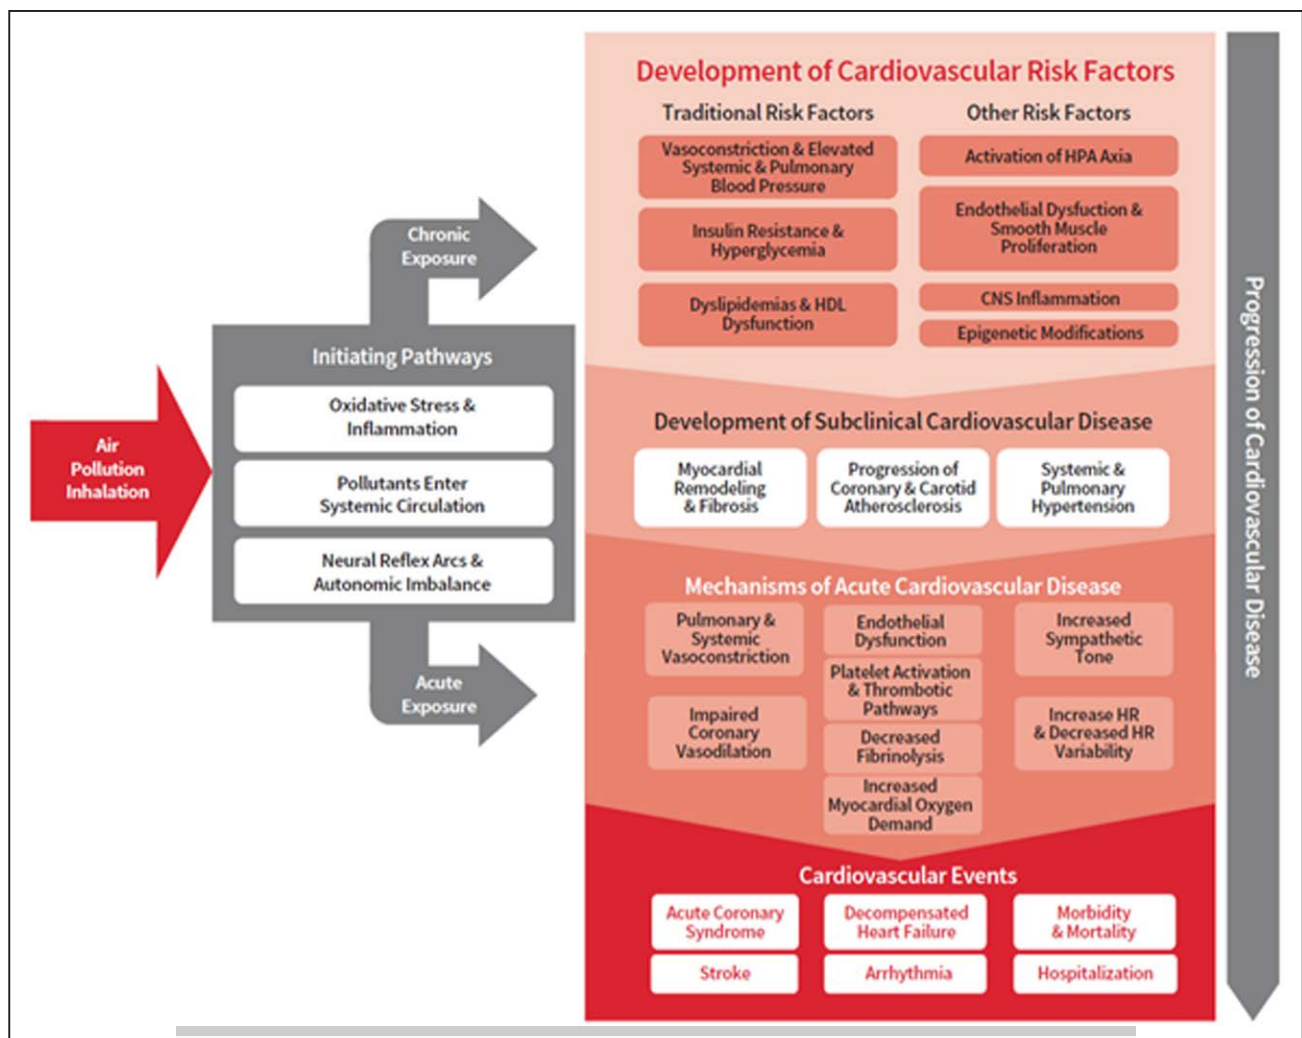 Air
Pollution
Inhalation
Chronic
Exposure
Initiating Pathways
Oxidative Stress &
Inflammation
Pollutants Enter
Systemic Circulation
Neural Reflex Arcs &
Autonomic Imbalance
Acute
Exposure
Development of Cardiovascular Risk Factors
Traditional Risk Factors
Vasoconstriction & Elevated
Systemic & Pulmonary
Blood Pressure
Insulin Resistance &
Hyperglycemia
Dyslipidemias & HDL
Dysfunction
Other Risk Factors
Activation of HPA Axia
Endothelial Dysfuction &
Smooth Muscle
Proliferation
CNS Inflammation
Epigenetic Modifications
Development of Subclinical Cardiovascular Disease
Myocardial
Remodeling
& Fibrosis
Progression of
Coronary & Carotid
Atherosclerosis
Systemic &
Pulmonary
Hypertension
Mechanisms of Acute Cardiovascular Disease
Pulmonary &
Systemic
Vasoconstriction
Impaired
Coronary
Vasodilation
Endothelial
Dysfunction
Platelet Activation
& Thrombotic
Pathways
Decreased
Fibrinolysis
Increased
Myocardial Oxygen
Demand
Increased
Sympathetic
Tone
Increase HR
& Decreased HR
Variability
Cardiovascular Events
Acute Coronary
Syndrome
Decompensated
Heart Failure
Morbidity
& Mortality
Stroke
Arrhythmia
Hospitalization
Progression of Cardiovascular Disease